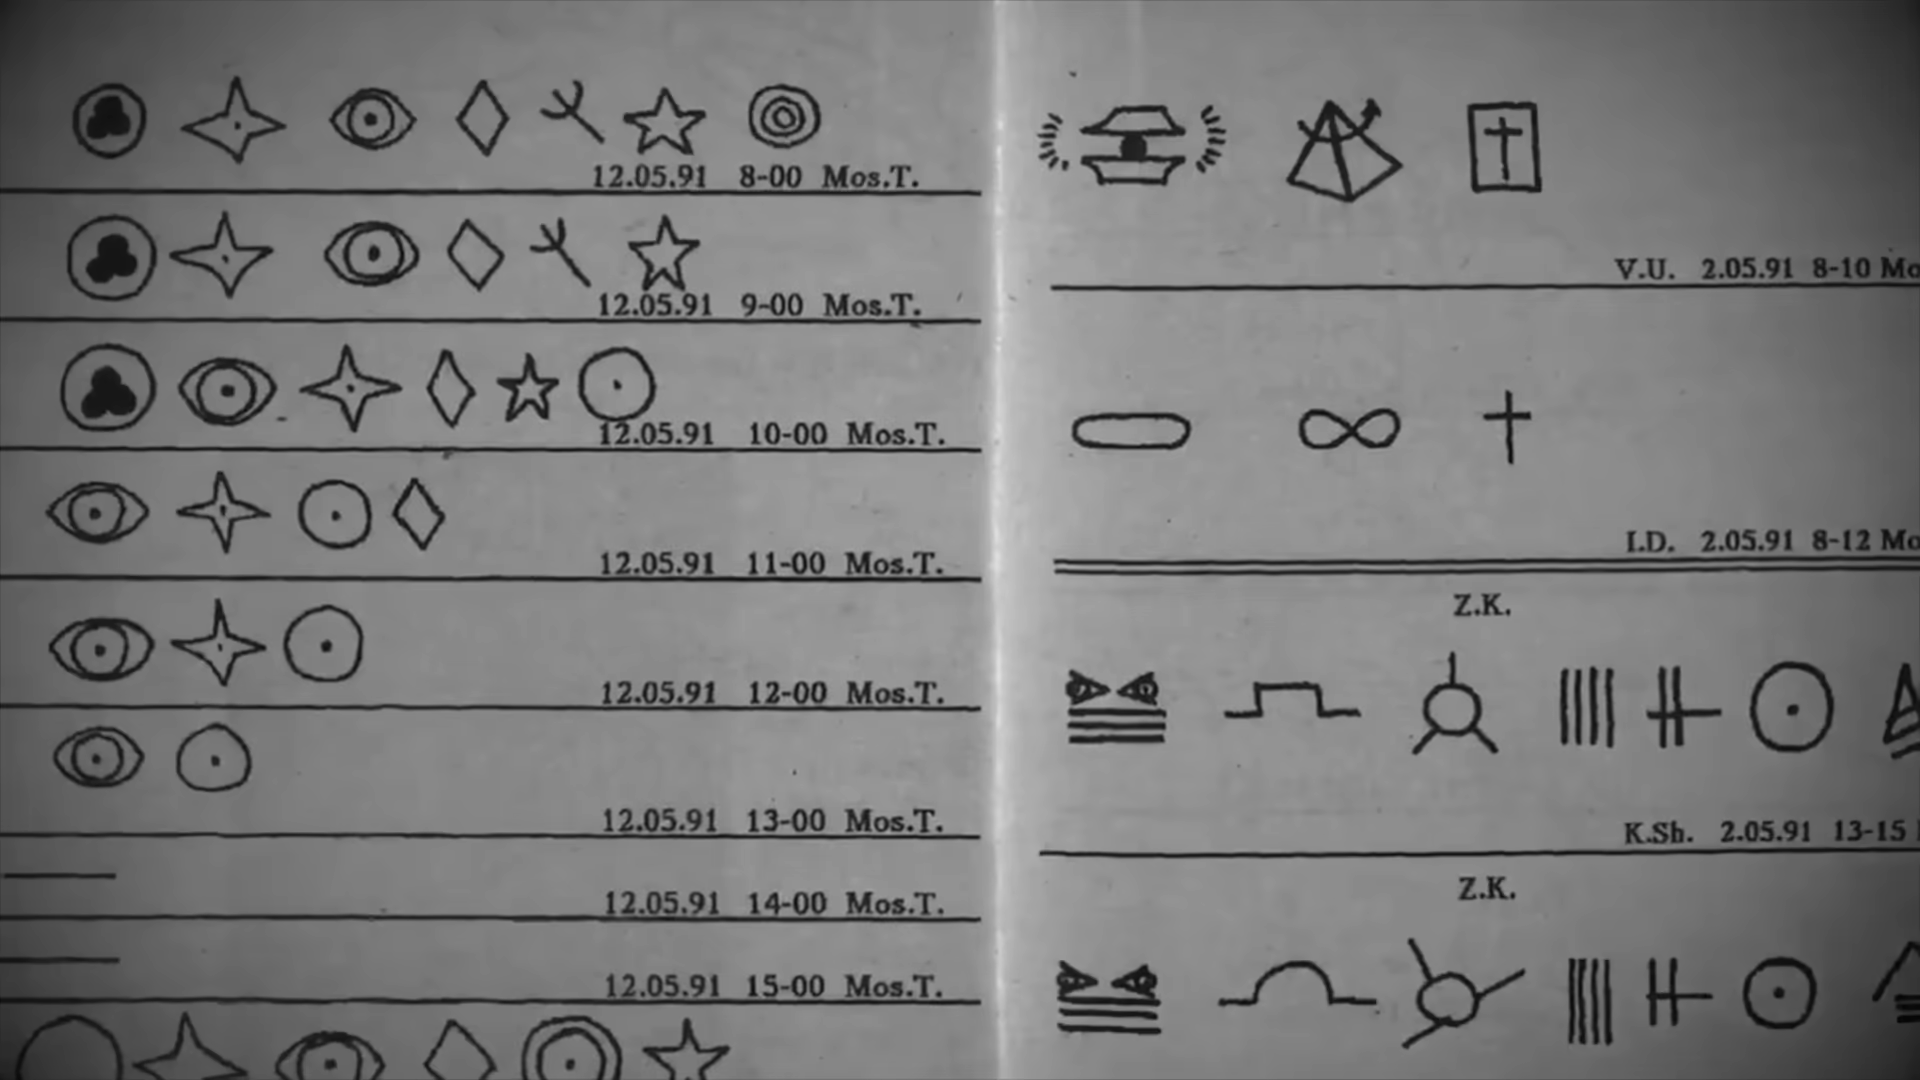 12.05.91 8-00 Mos.T.
12.05.91 9-00 Mos.T.
12.05.91 10-00 Mos.T.
12.05.91 11-00 Mos.T.
12.05.91 12-00 Mos.T.
12.05.91 13-00 Mos.T.
12.05.91 14-00 Mos.T.
12.05.91 15-00 Mos.T.
V.U. 2.05.91 8-10 Mo
I.D. 2.05.91 8-12 Mo
Z.K.
K.Sh. 2.05.91 13-15
Z.K.